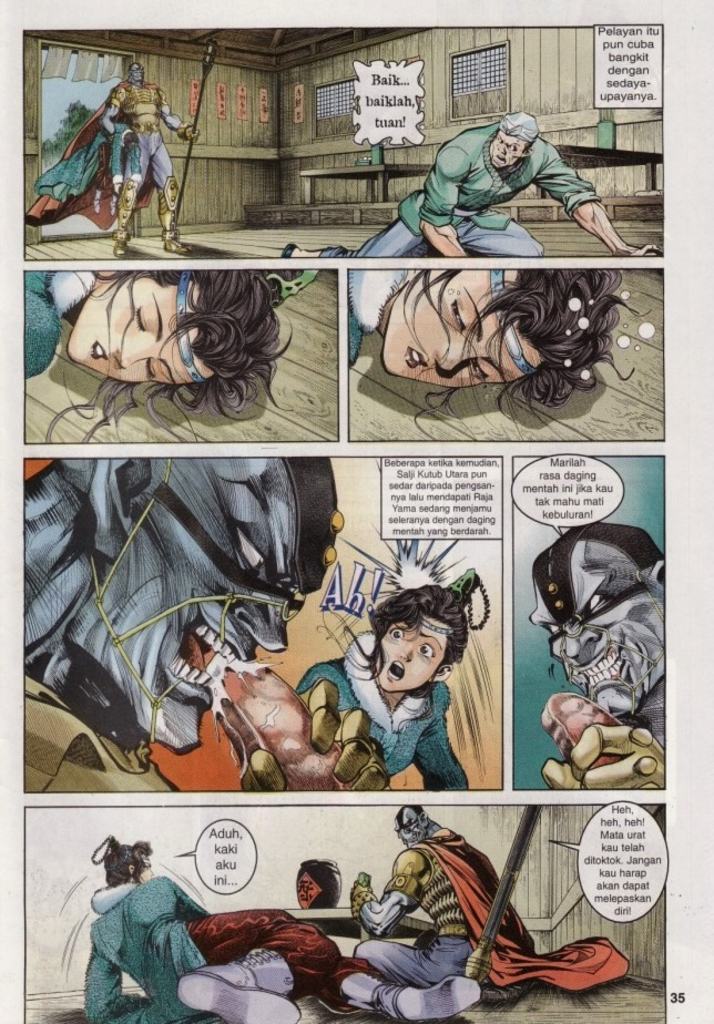 Pelayan itu
pun cuba
bangkit
dengan
sedaya-
upayanya.
Baik...
baiklah,
tuan!
Beberapa ketika kemudian,
Salji Kutub Utara pun
sedar daripada pengsan-
nya lalu mendapati Raja
Yama sedang menjamu
seleranya dengan daging
mentah yang berdarah.
Ah!
Marilah
rasa daging
mentah ini jika kau
tak mahu mati
kebuluran!
Aduh,
kaki
aku
ini...
Heh,
heh, heh!
Mata urat
kau telah
ditoktok. Jangan
kau harap
akan dapat
melepaskan
diri!
35